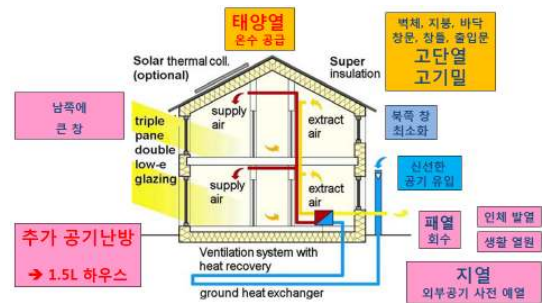 태양열
온수 공급
벽체, 지붕, 바닥
창문, 창틀, 출입문
고단열
고기밀
Solar thermal coll.
(optional)
Super
insulation
남쪽에
큰 창
triple
pane
double
low-e
glazing
supply
air
extract
air
북쪽 창
최소화
supply
air
extract
air
신선한
공기 유입
추가 공기난방
→ 1.5L 하우스
패열
회수
인체 발열
생활 열원
Ventilation system with
heat recovery
지열
외부공기 사전 예열
ground heat exchanger